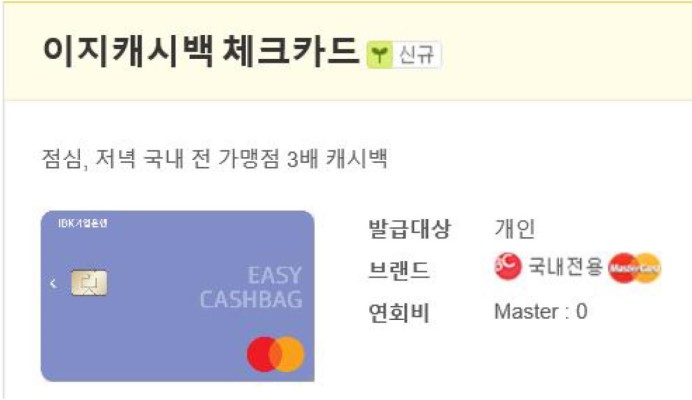 이지캐시백 체크카드 신규
점심, 저녁 국내 전 가맹점 3배 캐시백
IBK기업은행
EASY
CASHBAG
발급대상 개인
브랜드 BC 국내전용 MasterCard
연회비 Master : 0